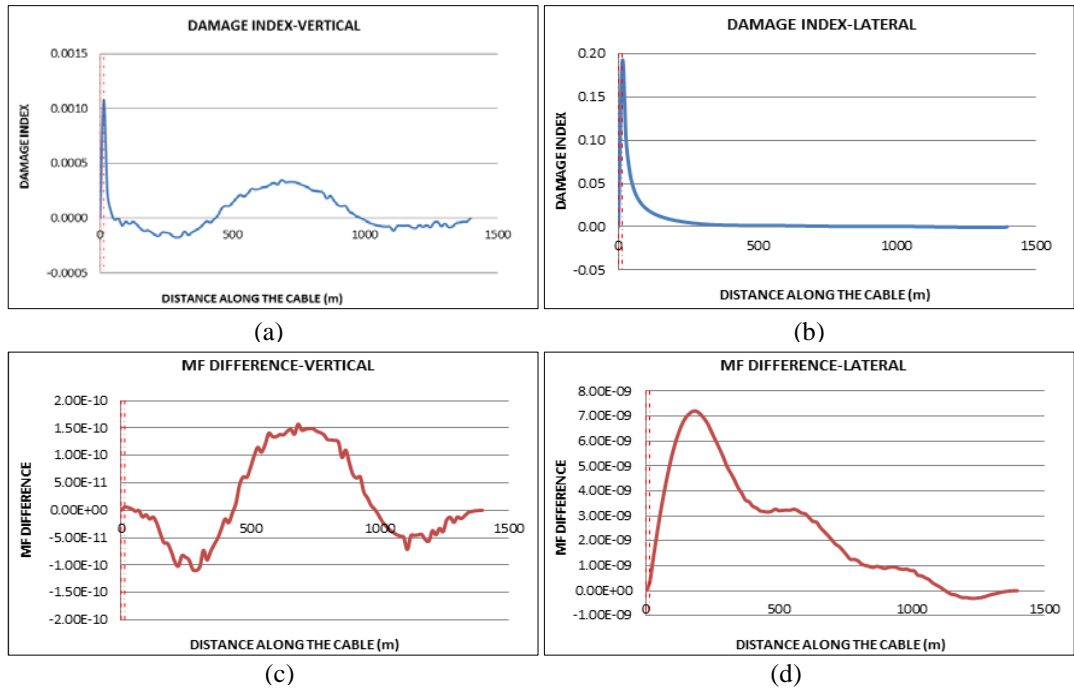 DAMAGE INDEX-VERTICAL
0.0015
0.0010
0.0005
0.0000
-0.0005
0
500
1000
1500
DAMAGE INDEX
DISTANCE ALONG THE CABLE (m)
(a)
DAMAGE INDEX-LATERAL
0.20
0.15
0.10
0.05
0.00
-0.05
0
500
1000
1500
DAMAGE INDEX
DISTANCE ALONG THE CABLE (m)
(b)
MF DIFFERENCE-VERTICAL
2.00E-10
1.50E-10
1.00E-10
5.00E-11
0.00E+00
-5.00E-11
-1.00E-10
-1.50E-10
-2.00E-10
0
500
1000
1500
MF DIFFERENCE
DISTANCE ALONG THE CABLE (m)
(c)
MF DIFFERENCE-LATERAL
8.00E-09
7.00E-09
6.00E-09
5.00E-09
4.00E-09
3.00E-09
2.00E-09
1.00E-09
0.00E+00
-1.00E-09
0
500
1000
1500
MF DIFFERENCE
DISTANCE ALONG THE CABLE (m)
(d)